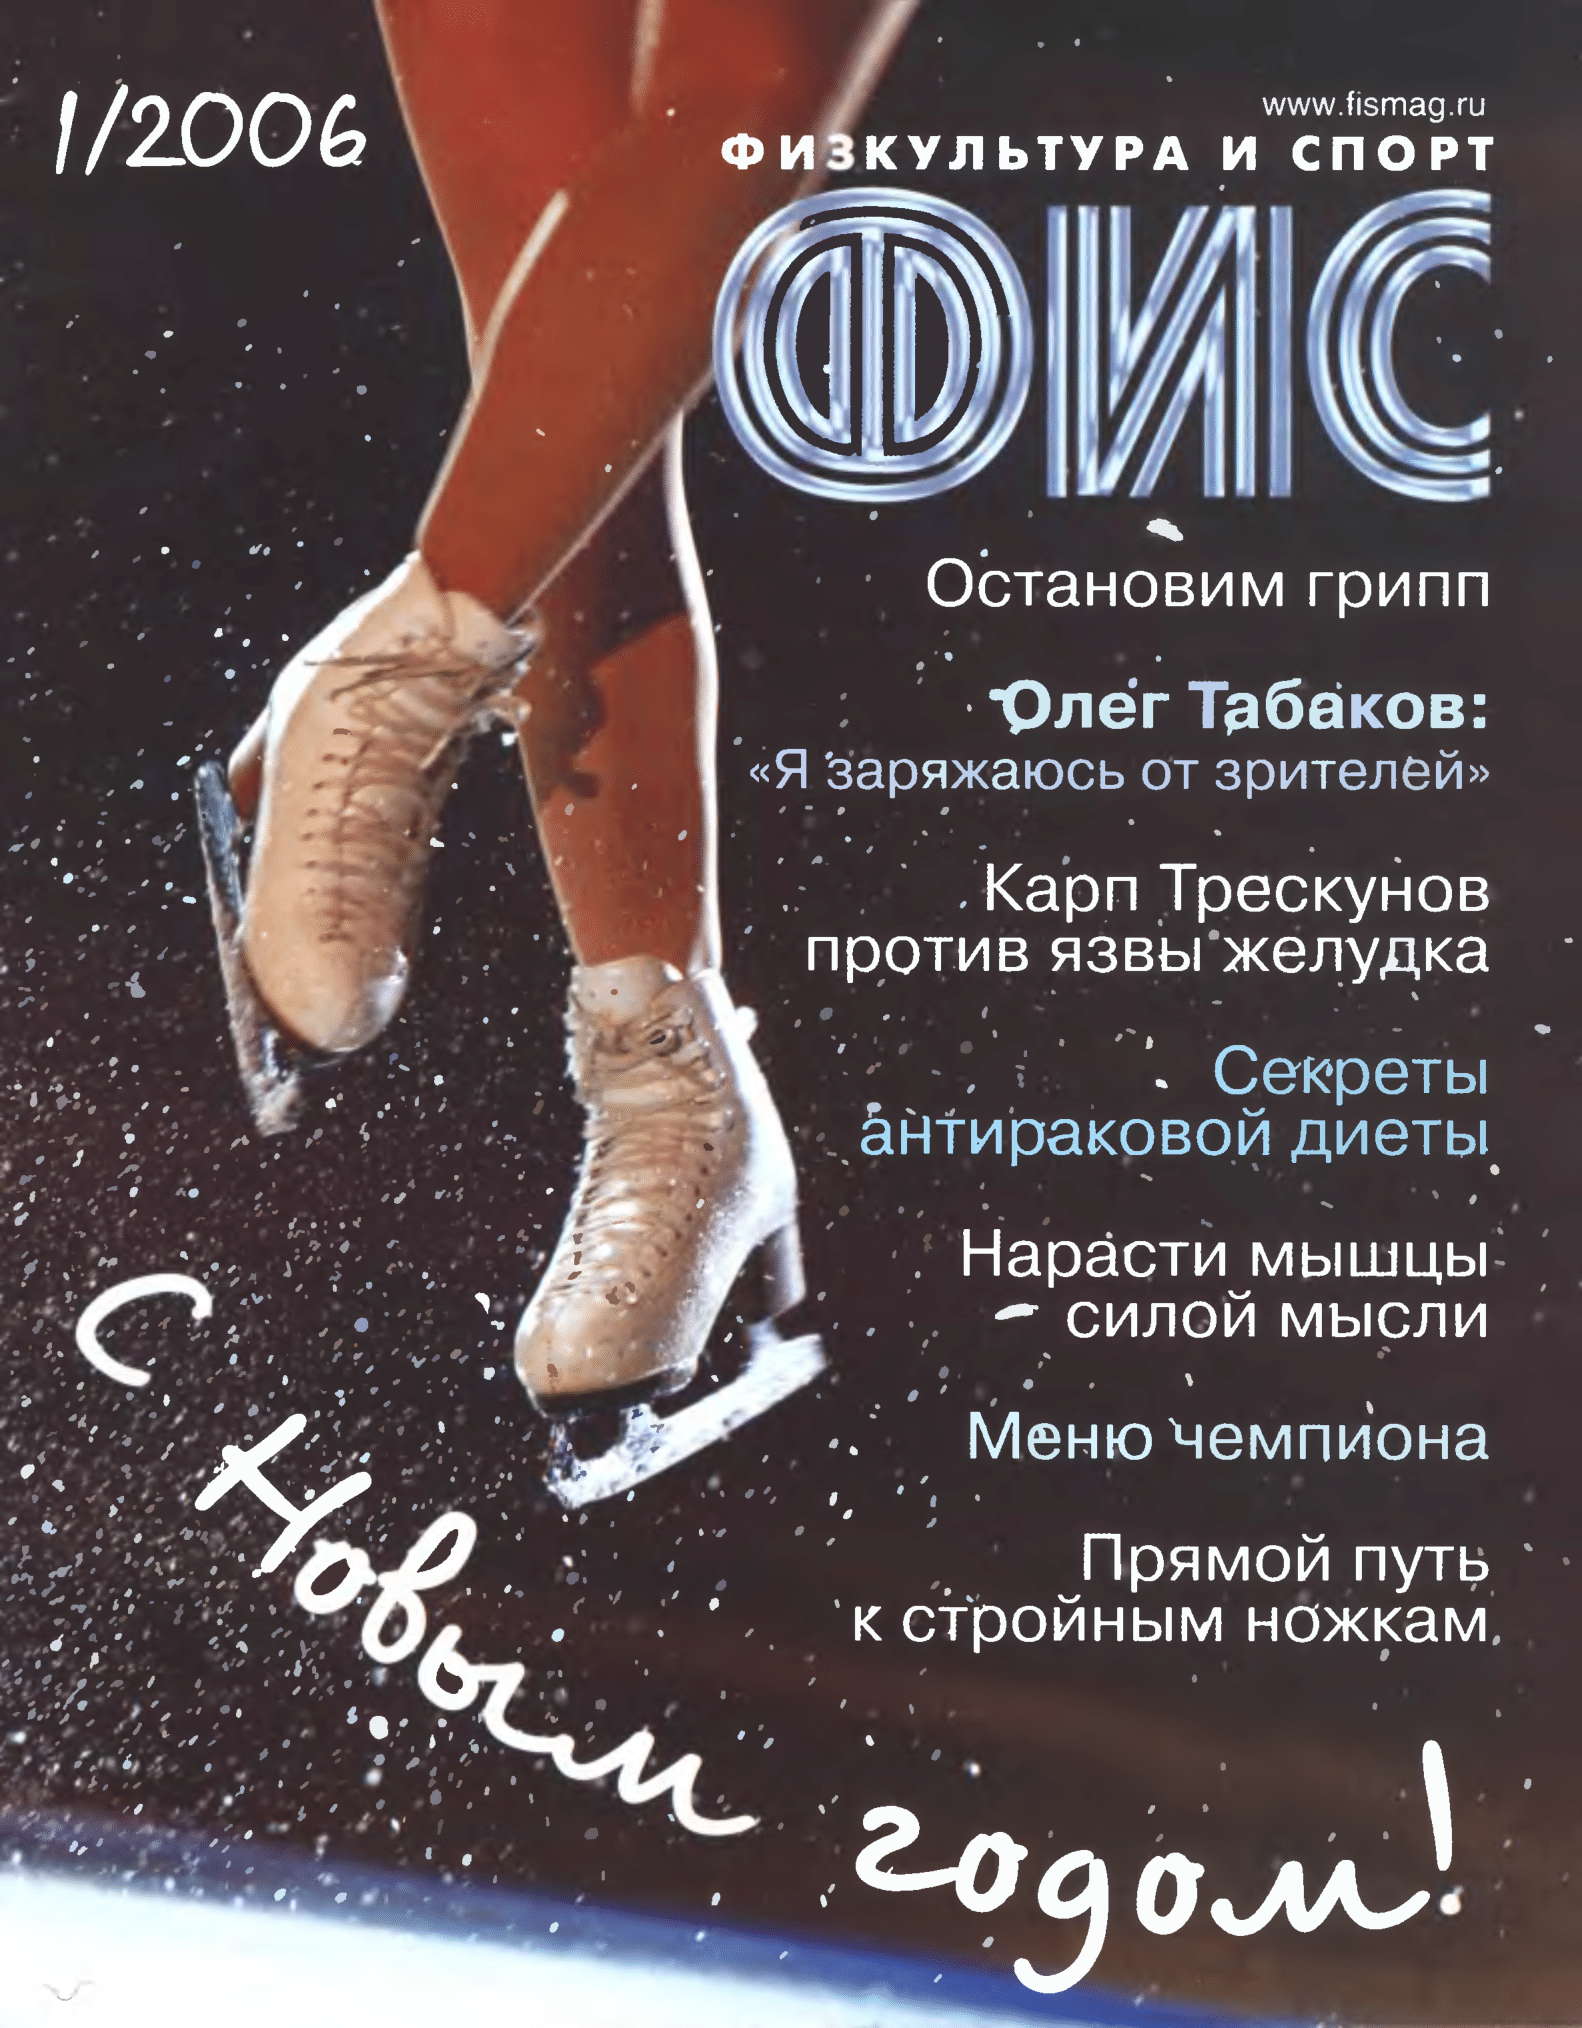 1/2006
www.fismag.ru
ФИЗКУЛЬТУРА И СПОРТ
ФИС
Остановим грипп
Олег Табаков:
«Я заряжаюсь от зрителей»
Карп Трескунов
против язвы желудка
Секреты
антираковой диеты
Нарасти мышцы
силой мысли
Меню чемпиона
Прямой путь
к стройным ножкам
С Новым годом!